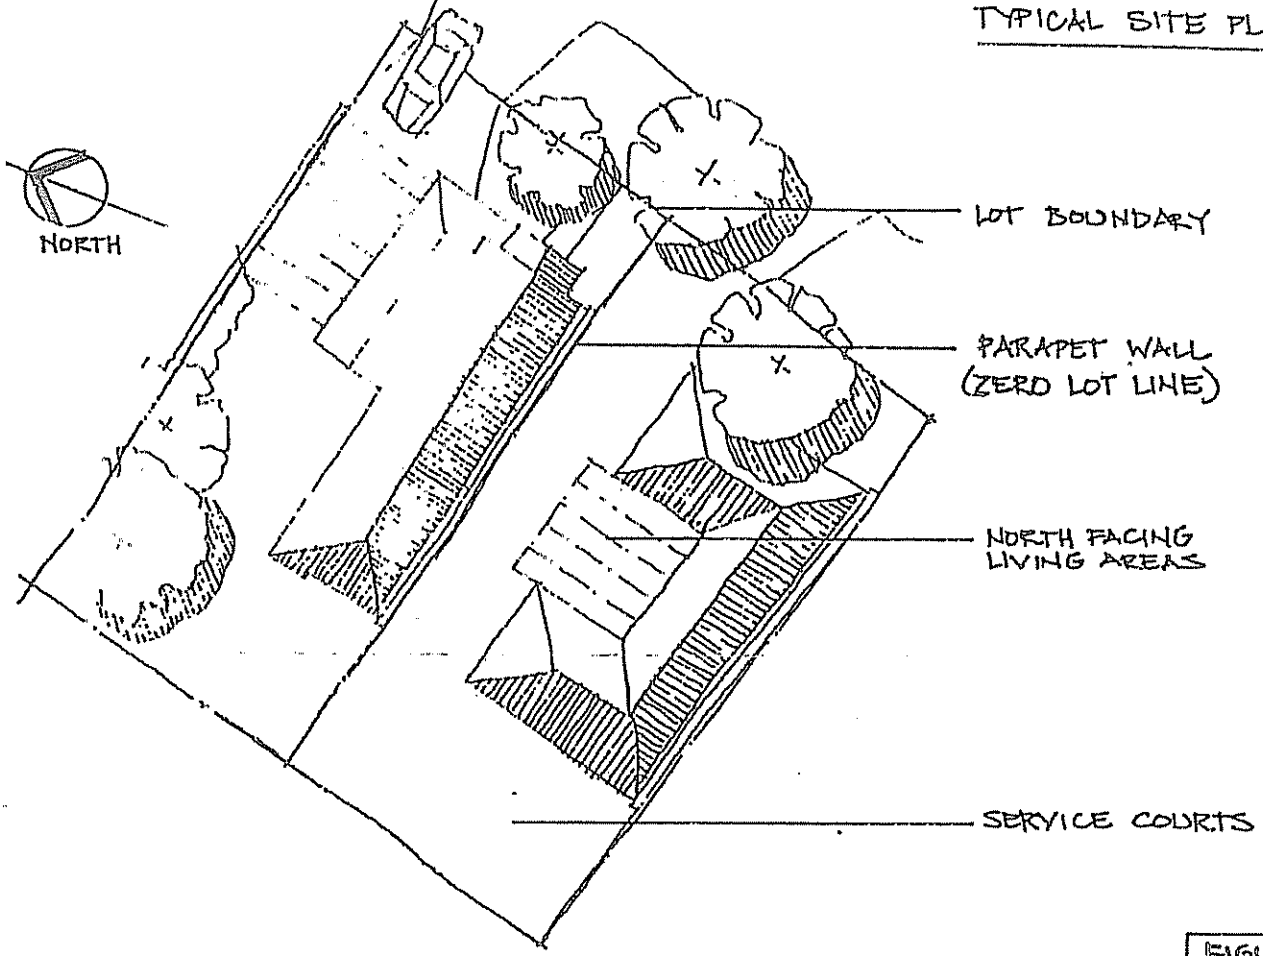 TYPICAL SITE PL
NORTH
LOT BOUNDARY
PARAPET WALL
(ZERO LOT LINE)
NORTH FACING
LIVING AREAS
SERVICE COURTS